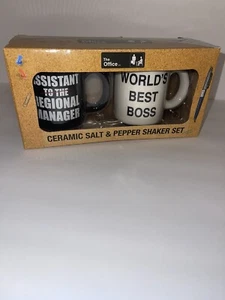 The
Office
ASSISTANT
TO THE
REGIONAL
MANAGER
WORLD'S
BEST
BOSS
CERAMIC SALT & PEPPER SHAKER SET